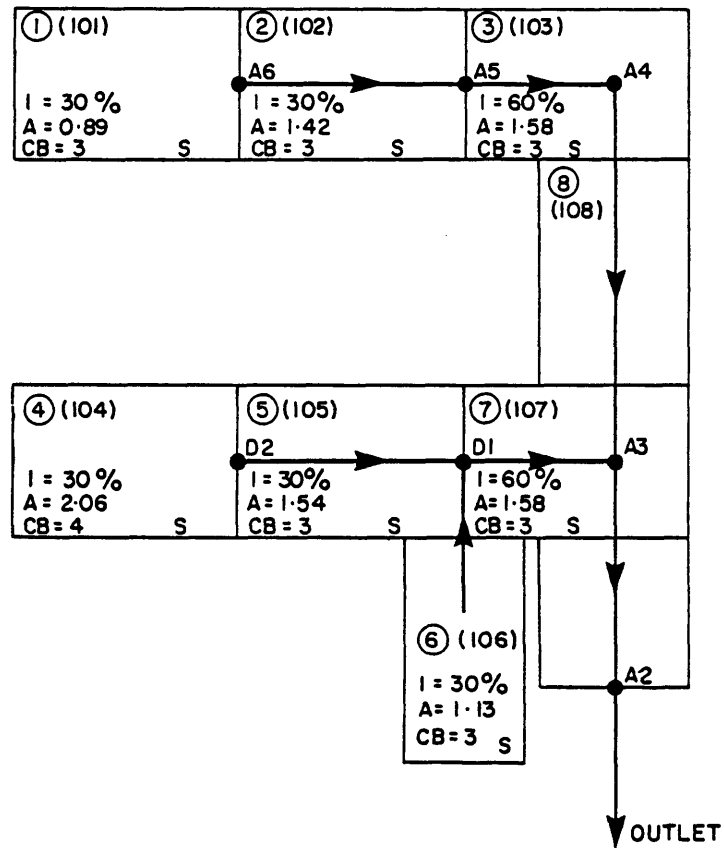 ① (101)
I = 30 %
A = 0·89
CB = 3 S
② (102)
A6
I = 30%
A = 1·42
CB = 3 S
③ (103)
A5
A4
I = 60%
A = 1·58
CB = 3 S
⑧
(108)
④ (104)
I = 30%
A = 2·06
CB = 4 S
⑤ (105)
D2
I = 30%
A = 1·54
CB = 3 S
⑦ (107)
D1
A3
I = 60%
A = 1·58
CB = 3 S
⑥ (106)
I = 30%
A = 1·13
CB = 3 S
A2
OUTLET